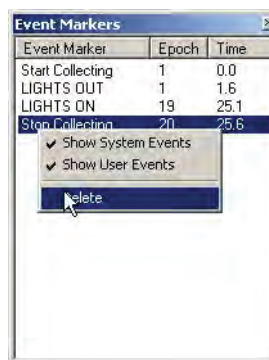 Event Markers
Event Marker Epoch Time
Start Collecting 1 0.0
LIGHTS OUT 1 1.6
LIGHTS ON 19 25.1
Stop Collecting 20 25.6
Show System Events
Show User Events
Delete